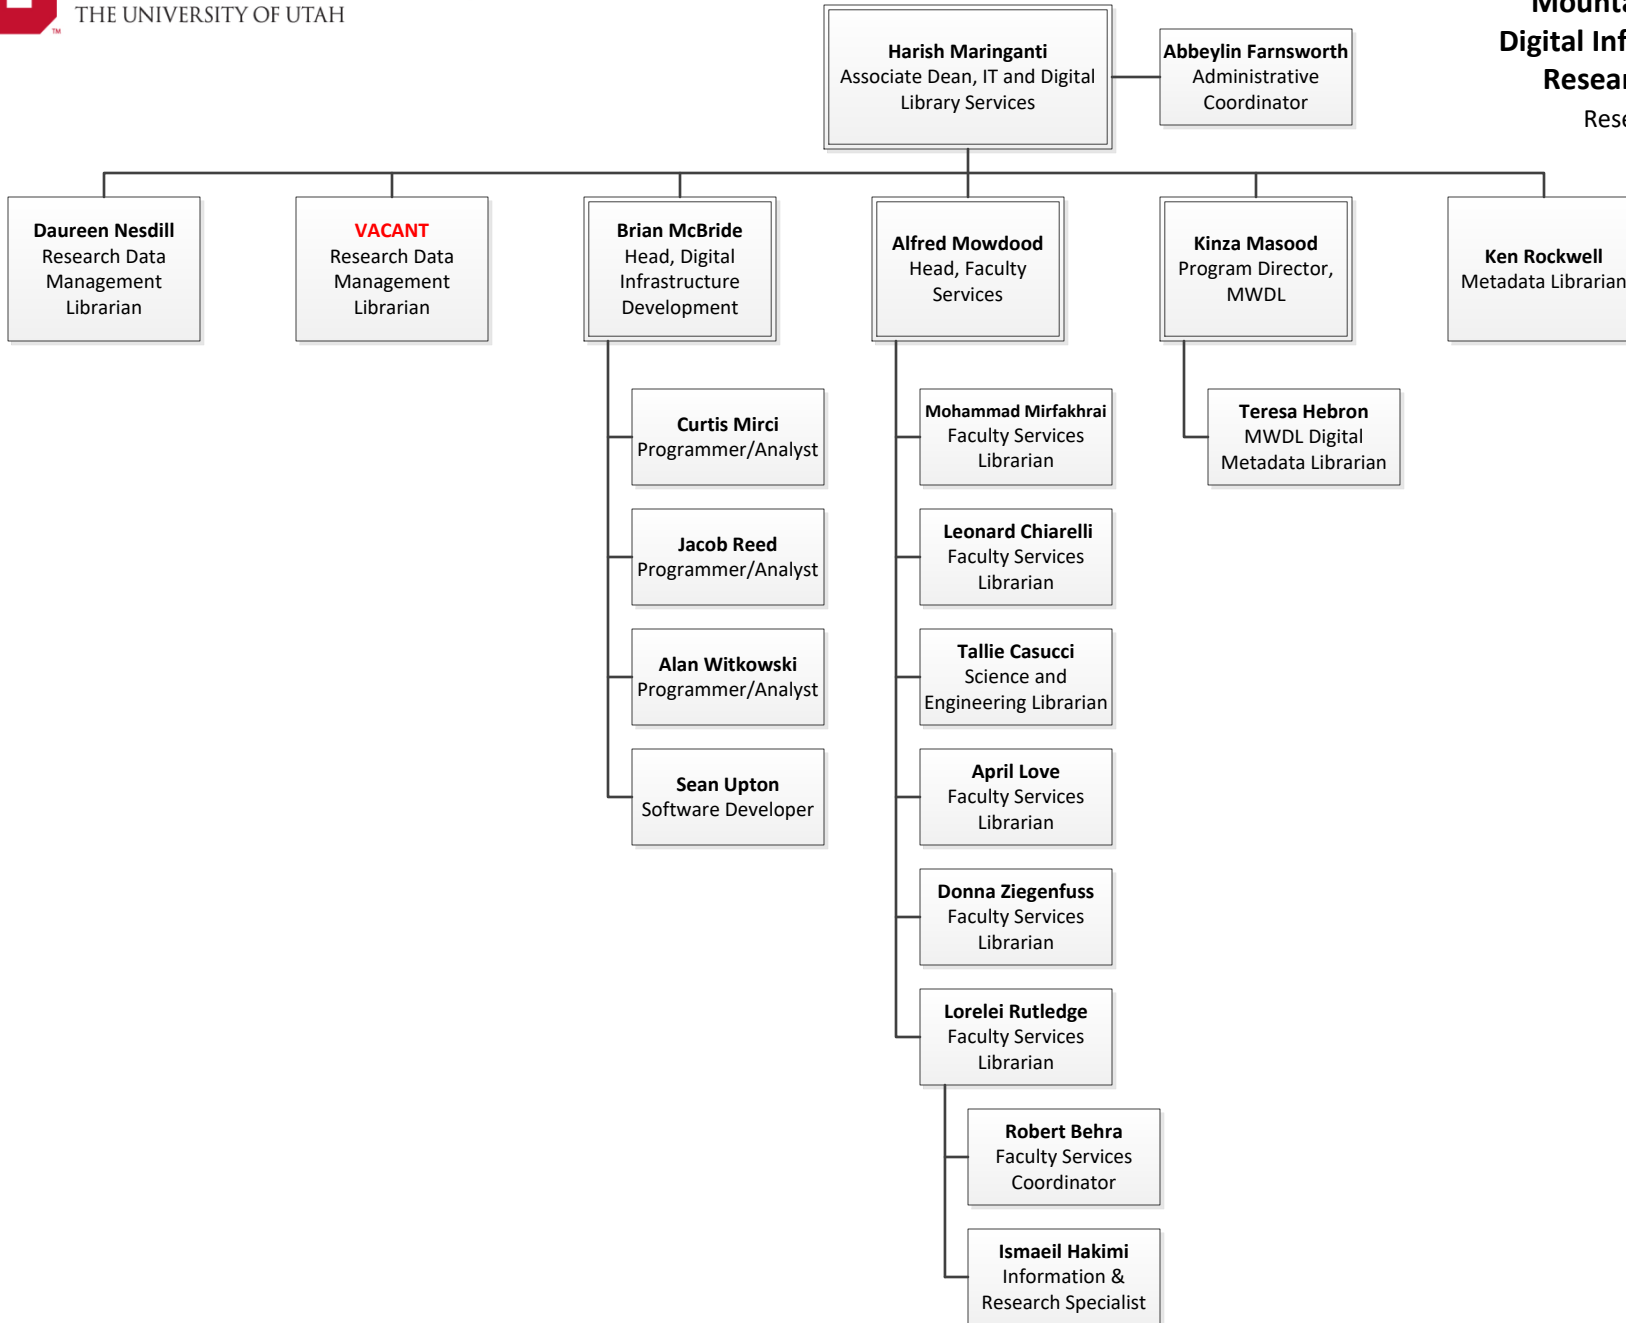 THE UNIVERSITY OF UTAH
TM
Harish Maringanti
Associate Dean, IT and Digital
Library Services
Abbeylin Farnsworth
Administrative
Coordinator
Digital
Daureen Nesdill
Research Data
Management
Librarian
VACANT
Research Data
Management
Librarian
Brian McBride
Head, Digital
Infrastructure
Development
Alfred Mowdood
Head, Faculty
Services
Kinza Masood
Program Director,
MWDL
Ken Rockwell
Metadata Librarian
Curtis Mirci
Programmer/Analyst
Jacob Reed
Programmer/Analyst
Alan Witkowski
Programmer/Analyst
Sean Upton
Software Developer
Mohammad Mirfakhrai
Faculty Services
Librarian
Leonard Chiarelli
Faculty Services
Librarian
Tallie Casucci
Science and
Engineering Librarian
April Love
Faculty Services
Librarian
Donna Ziegenfuss
Faculty Services
Librarian
Lorelei Rutledge
Faculty Services
Librarian
Robert Behra
Faculty Services
Coordinator
Ismaeil Hakimi
Information &
Research Specialist
Teresa Hebron
MWDL Digital
Metadata Librarian